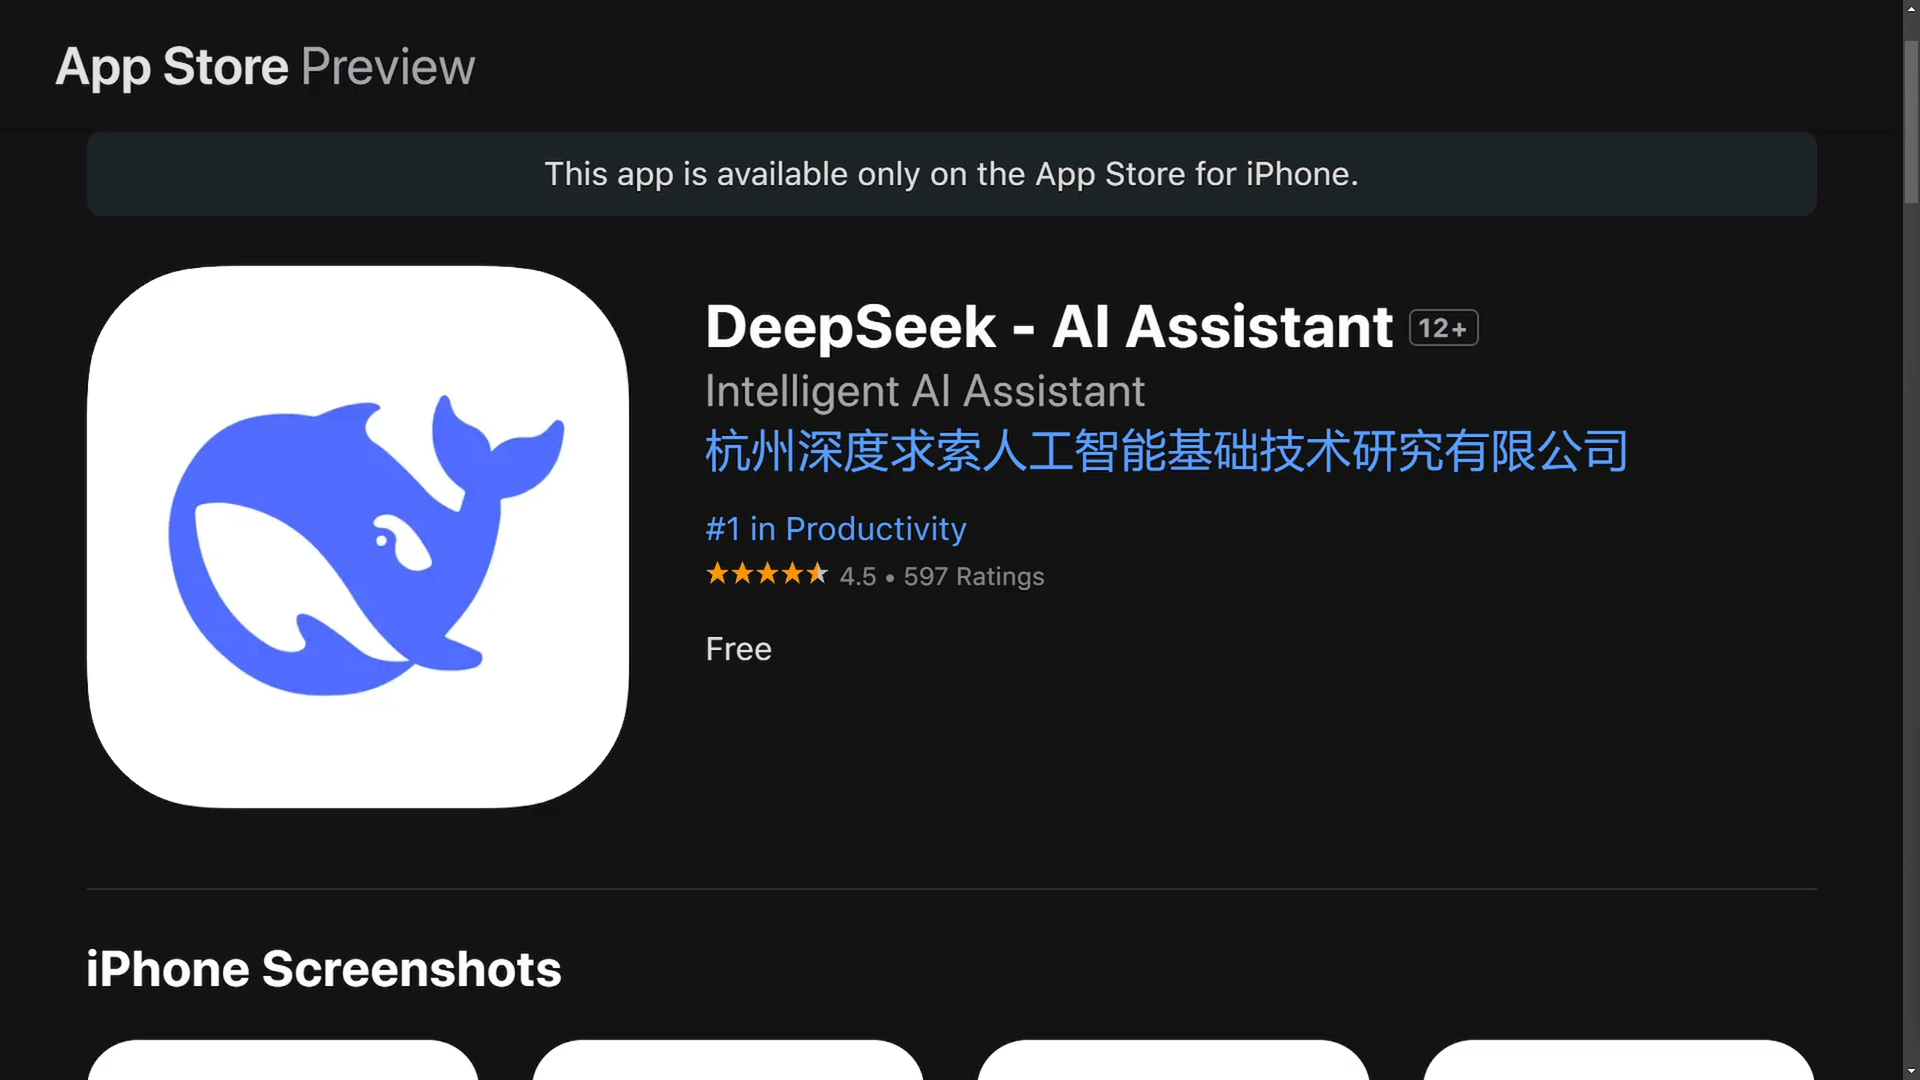 App Store Preview
This app is available only on the App Store for iPhone.
DeepSeek - AI Assistant 12+
Intelligent AI Assistant
杭州深度求索人工智能基础技术研究有限公司
#1 in Productivity
★★★★★ 4.5 • 597 Ratings
Free
iPhone Screenshots